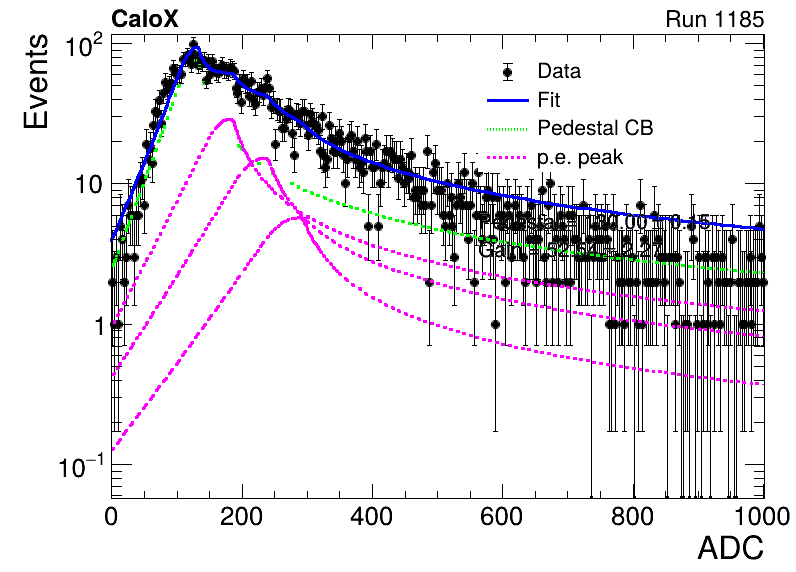 CaloX Run 1185
Events
Data
Fit
Pedestal CB
p.e. peak
10²
10
1
10⁻¹
0 200 400 600 800 1000
ADC